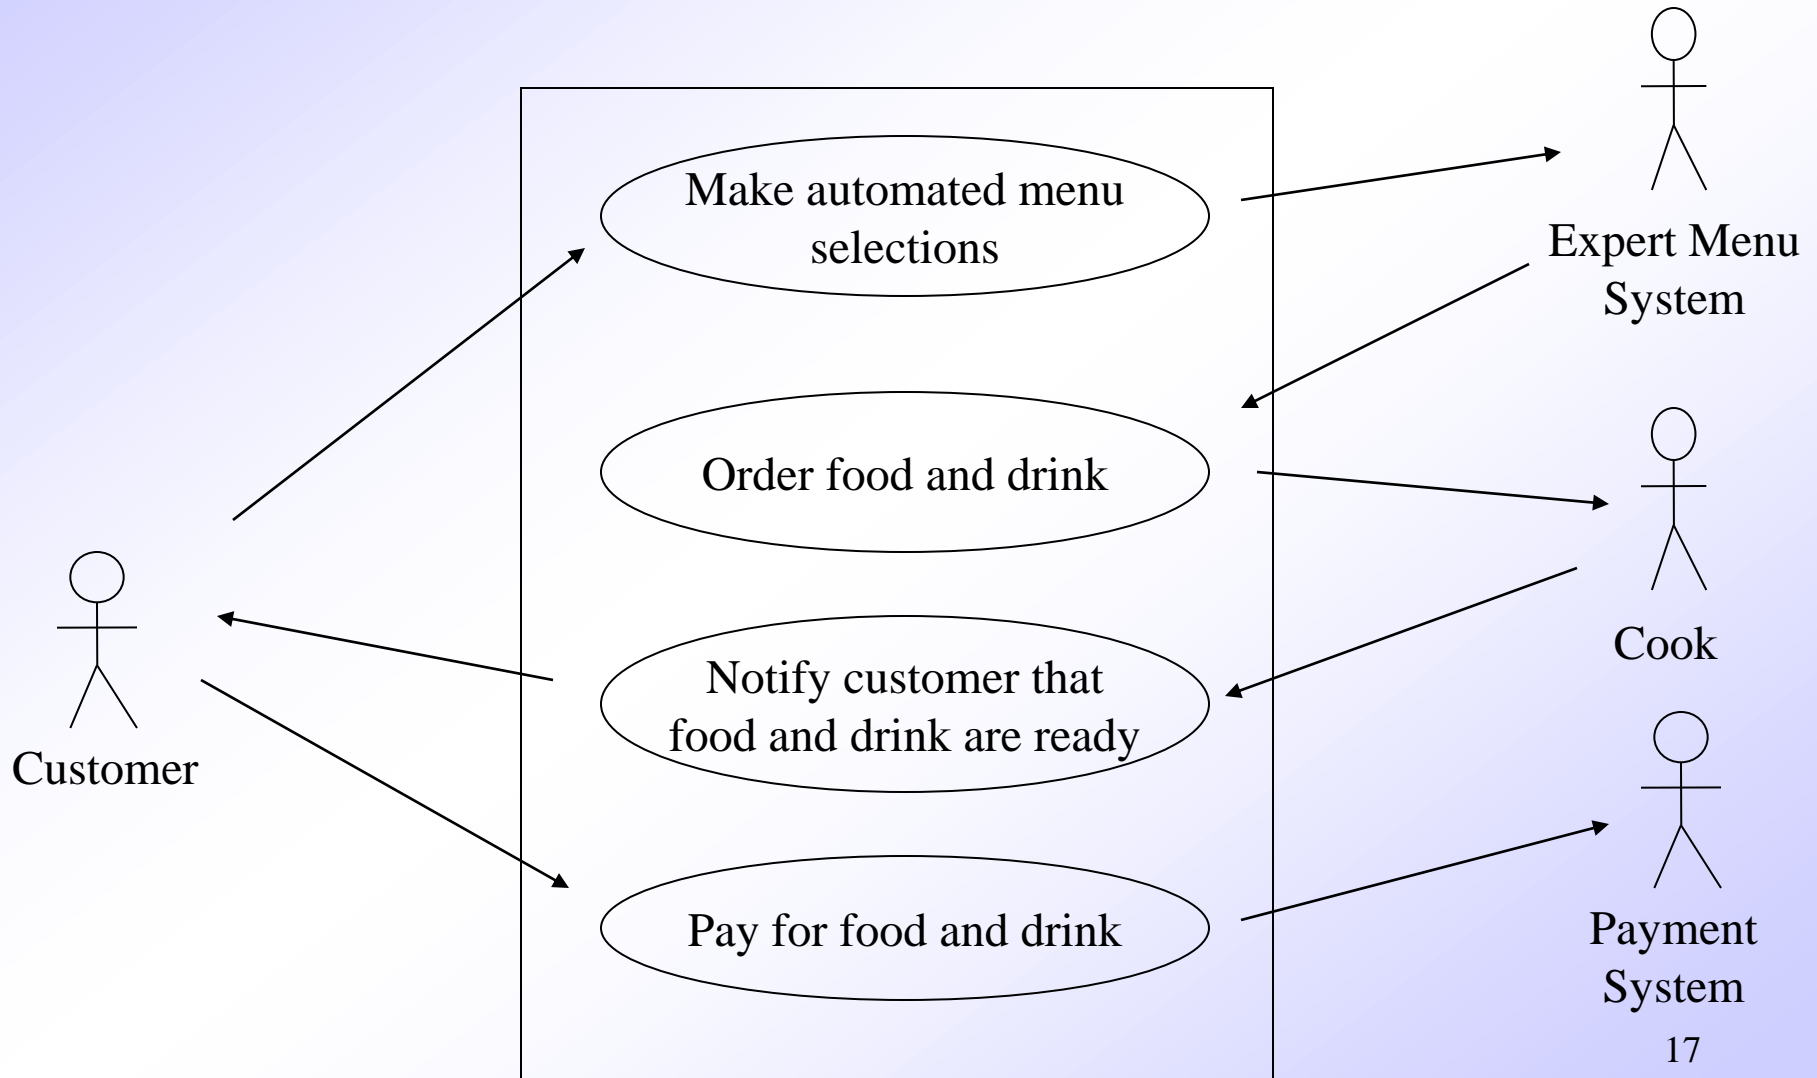 Make automated menu
selections
Expert Menu
System
Order food and drink
Cook
Notify customer that
food and drink are ready
Customer
Pay for food and drink
Payment
System
17